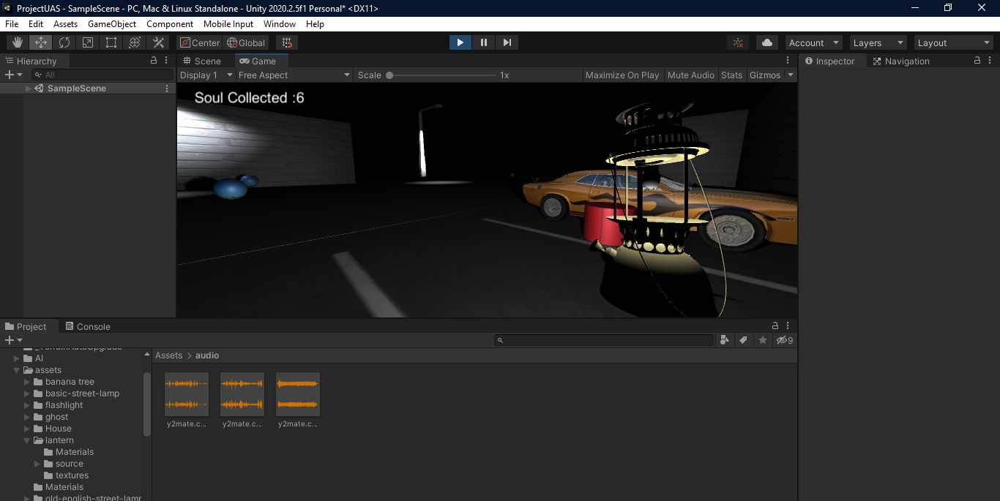 ProjectUAS - SampleScene - PC, Mac & Linux Standalone - Unity 2020.2.5f1 Personal* <DX11>
File Edit Assets GameObject Component Mobile Input Window Help
Center Global Account Layers Layout
Hierarchy Scene Game Inspector Navigation
All Display 1 Free Aspect Scale 1x Maximize On Play Mute Audio Stats Gizmos
SampleScene
Soul Collected :6
Project Console
9
_TerrainAutoUpgrade
Assets > audio
AI
assets
banana tree
basic-street-lamp
flashlight
ghost
House
lantern
Materials
source
textures
Materials
old-english-street-lamp
y2mate.c... y2mate.c... y2mate.c...